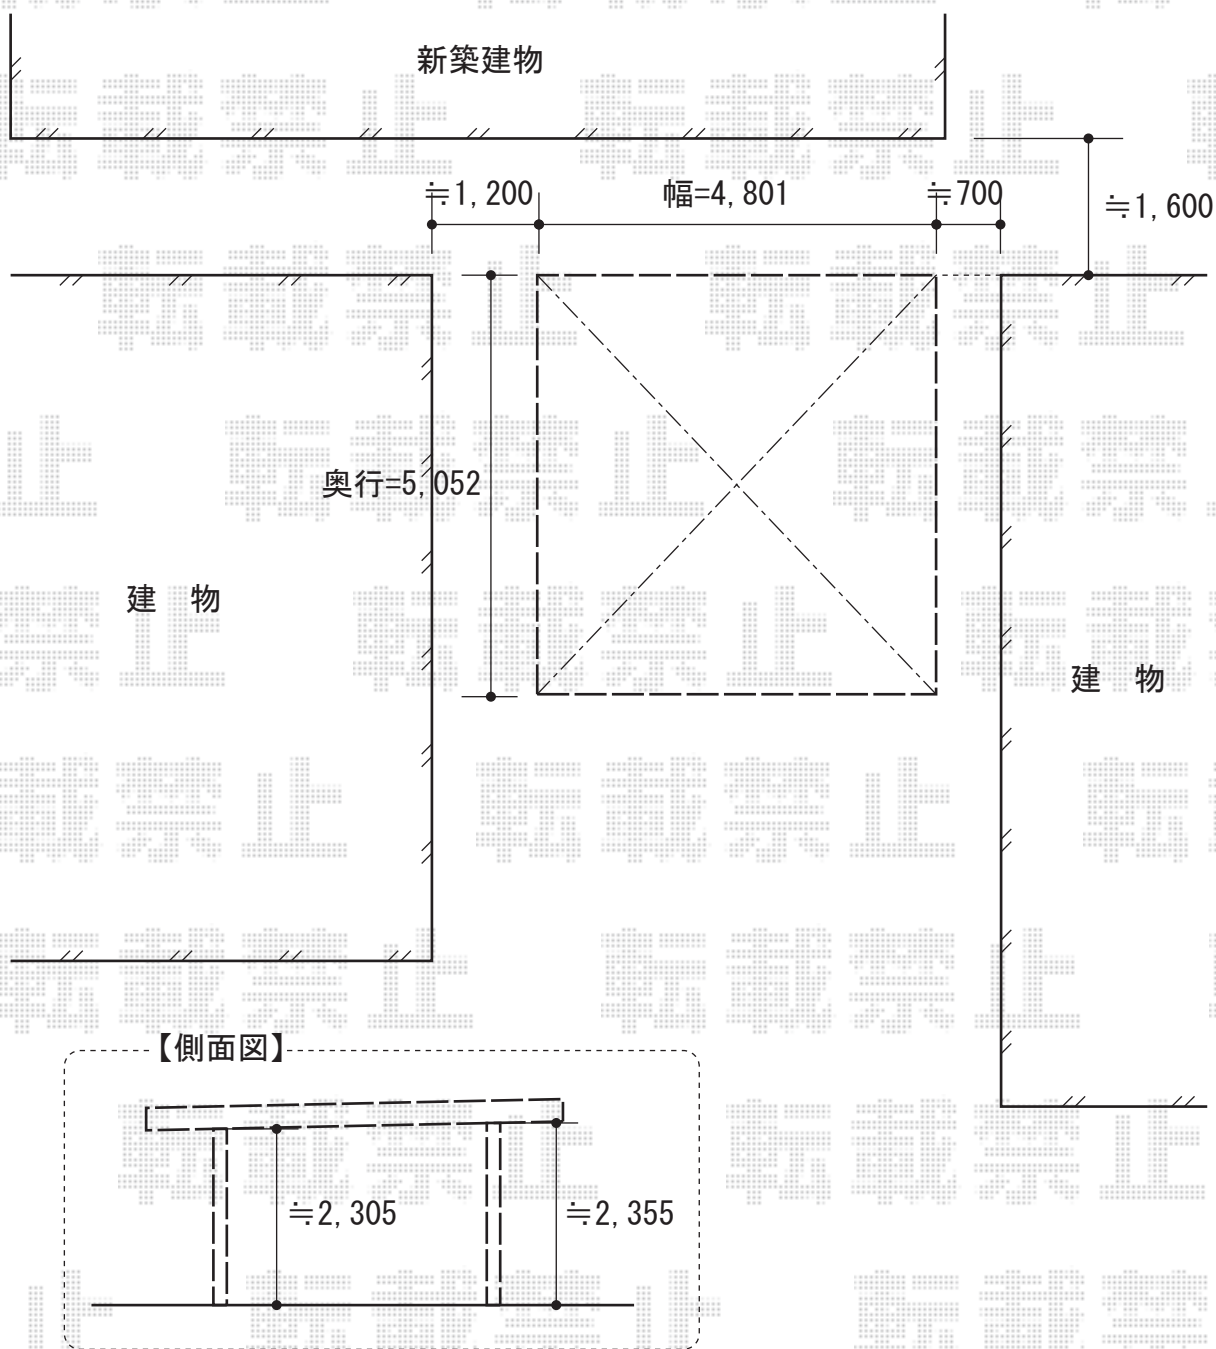 新築建物
≒1,200
幅=4,801
≒700
≒1,600
奥行=5,052
建 物
建 物
【側面図】
≒2,305
≒2,355
転載禁止